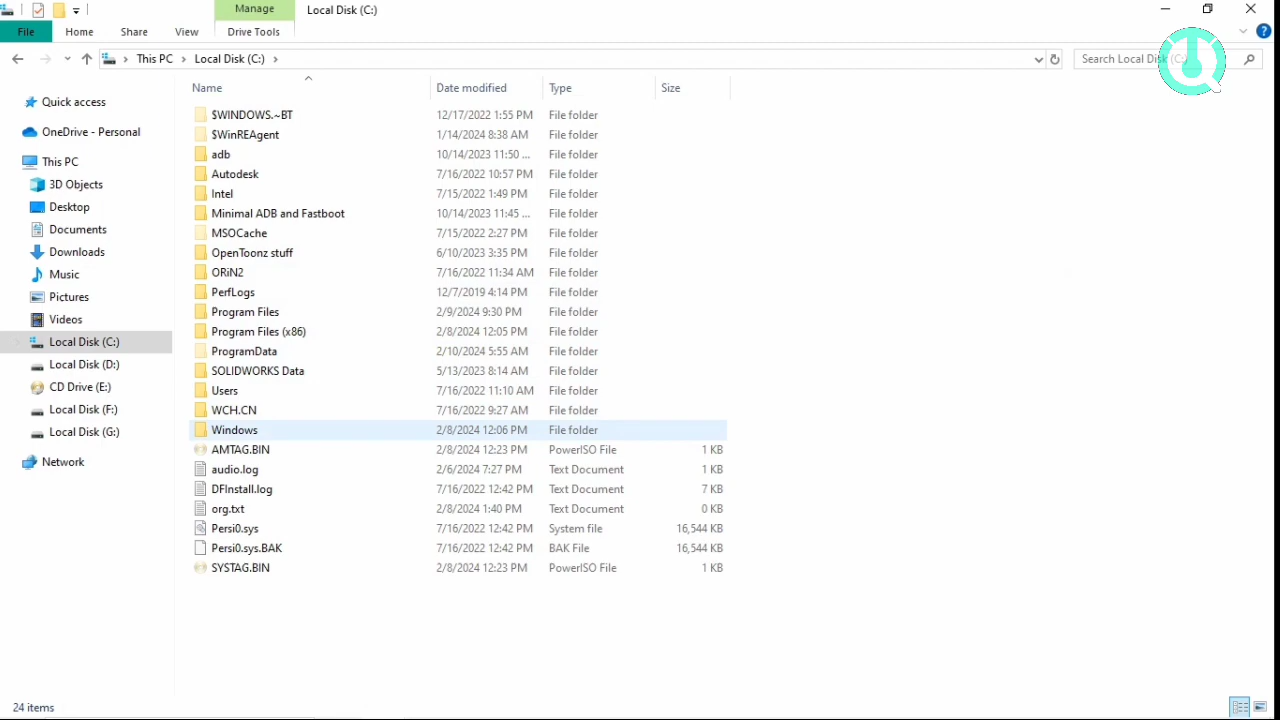 Manage
Local Disk (C:)
File
Home
Share
View
Drive Tools
This PC
Local Disk (C:)
Search Local Disk (C:)
Name
Date modified
Type
Size
Quick access
OneDrive - Personal
This PC
3D Objects
Desktop
Documents
Downloads
Music
Pictures
Videos
Local Disk (C:)
Local Disk (D:)
CD Drive (E:)
Local Disk (F:)
Local Disk (G:)
Network
$WINDOWS.~BT 12/17/2022 1:55 PM File folder
$WinREAgent 1/14/2024 8:38 AM File folder
adb 10/14/2023 11:50 ... File folder
Autodesk 7/16/2022 10:57 PM File folder
Intel 7/15/2022 1:49 PM File folder
Minimal ADB and Fastboot 10/14/2023 11:45 ... File folder
MSOCache 7/15/2022 2:27 PM File folder
OpenToonz stuff 6/10/2023 3:35 PM File folder
ORiN2 7/16/2022 11:34 AM File folder
PerfLogs 12/7/2019 4:14 PM File folder
Program Files 2/9/2024 9:30 PM File folder
Program Files (x86) 2/8/2024 12:05 PM File folder
ProgramData 2/10/2024 5:55 AM File folder
SOLIDWORKS Data 5/13/2023 8:14 AM File folder
Users 7/16/2022 11:10 AM File folder
WCH.CN 7/16/2022 9:27 AM File folder
Windows 2/8/2024 12:06 PM File folder
AMTAG.BIN 2/8/2024 12:23 PM PowerISO File 1 KB
audio.log 2/6/2024 7:27 PM Text Document 1 KB
DFInstall.log 7/16/2022 12:42 PM Text Document 7 KB
org.txt 2/8/2024 1:40 PM Text Document 0 KB
Persi0.sys 7/16/2022 12:42 PM System file 16,544 KB
Persi0.sys.BAK 7/16/2022 12:42 PM BAK File 16,544 KB
SYSTAG.BIN 2/8/2024 12:23 PM PowerISO File 1 KB
24 items